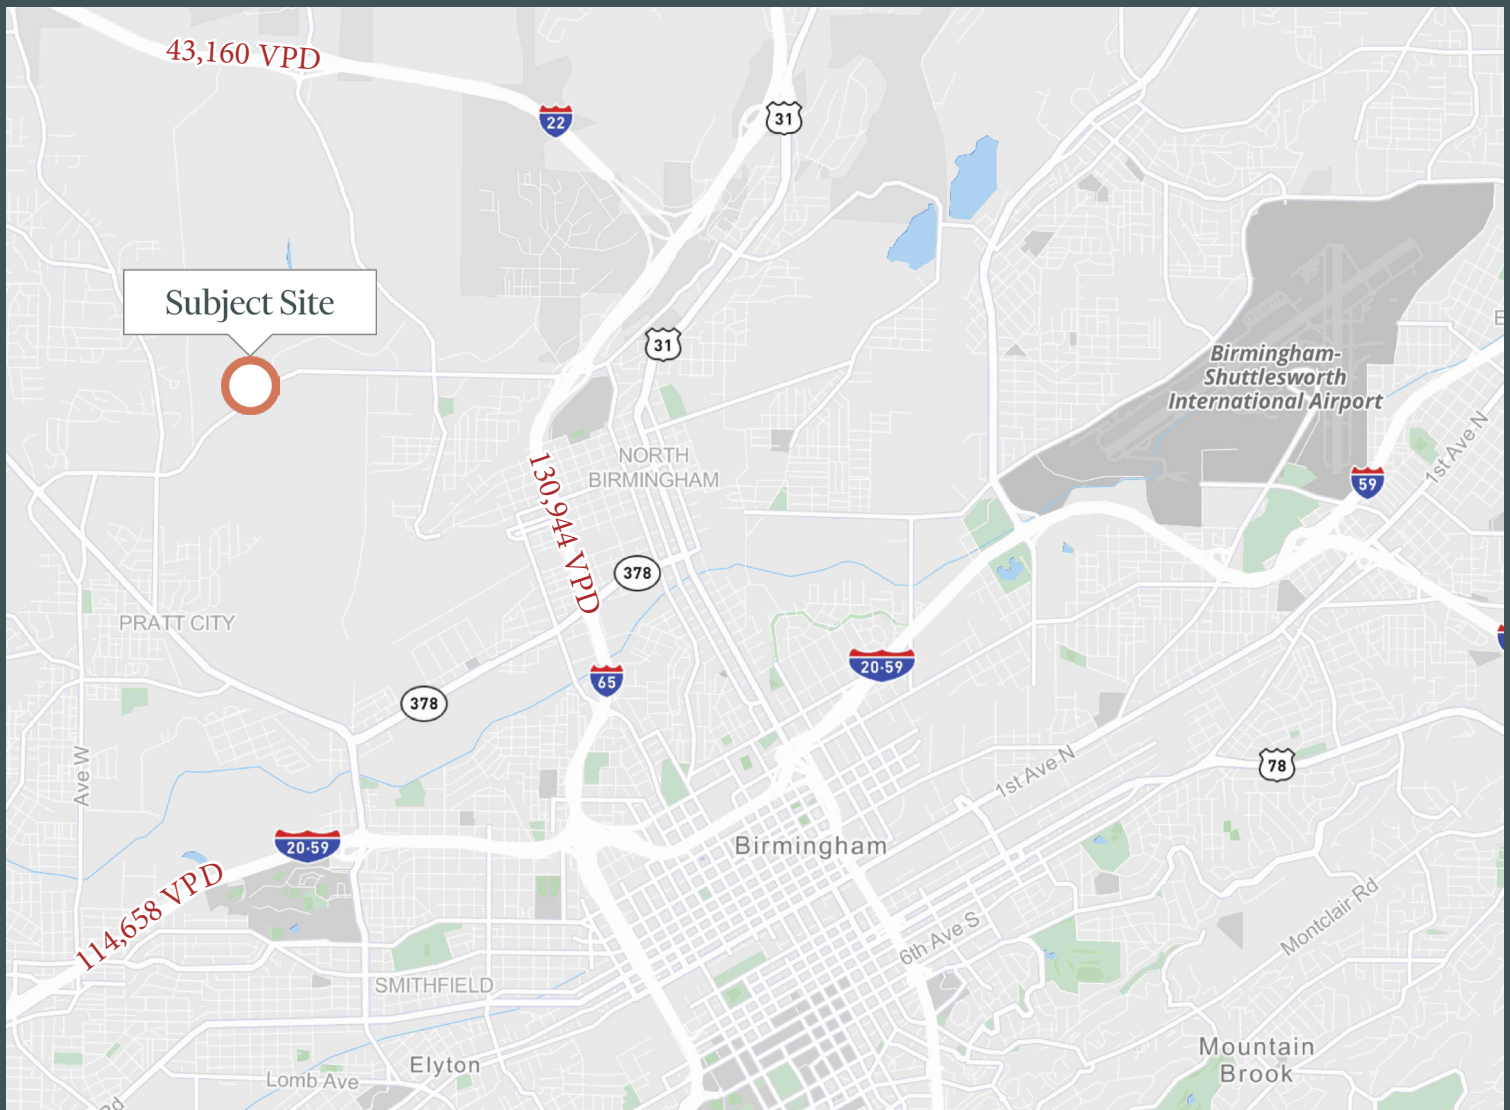 43,160 VPD
22
31
Subject Site
31
Birmingham-
Shuttlesworth
International Airport
1st Ave N
NORTH
BIRMINGHAM
59
130,944 VPD
378
PRATT CITY
20-59
65
378
Ave W
1st Ave N
78
20-59
Birmingham
114,658 VPD
6th Ave S
Montclair Rd
SMITHFIELD
Elyton
Mountain
Brook
Lomb Ave
Rd